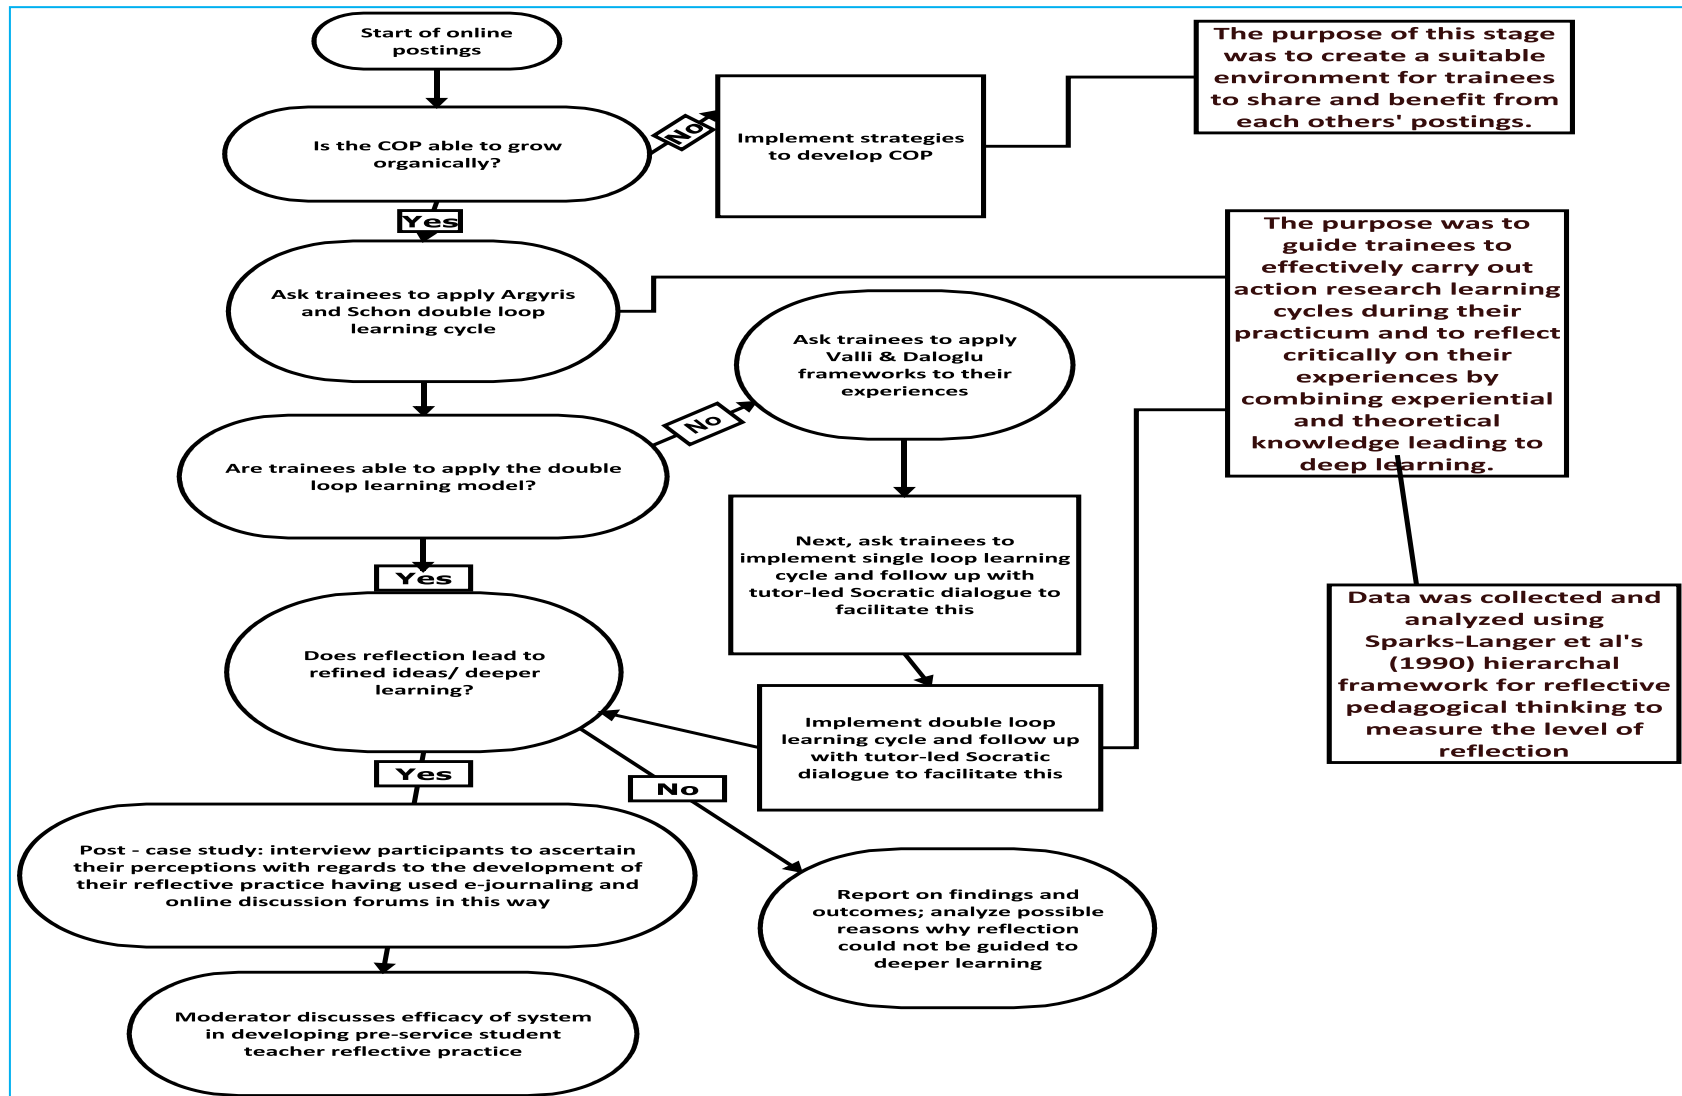 Start of online
postings
The purpose of this stage
was to create a suitable
environment for trainees
to share and benefit from
each others' postings.
Is the COP able to grow
organically?
No
Implement strategies
to develop COP
Yes
Ask trainees to apply Argyris
and Schon double loop
learning cycle
The purpose was to
guide trainees to
effectively carry out
action research learning
cycles during their
practicum and to reflect
critically on their
experiences by
combining experiential
and theoretical
knowledge leading to
deep learning.
Ask trainees to apply
Valli & Daloglu
frameworks to their
experiences
No
Are trainees able to apply the double
loop learning model?
Next, ask trainees to
implement single loop learning
cycle and follow up with
tutor-led Socratic dialogue to
facilitate this
Yes
Data was collected and
analyzed using
Sparks-Langer et al's
(1990) hierarchal
framework for reflective
pedagogical thinking to
measure the level of
reflection
Does reflection lead to
refined ideas/ deeper
learning?
Implement double loop
learning cycle and follow up
with tutor-led Socratic
dialogue to facilitate this
Yes
No
Post - case study: interview participants to ascertain
their perceptions with regards to the development of
their reflective practice having used e-journaling and
online discussion forums in this way
Report on findings and
outcomes; analyze possible
reasons why reflection
could not be guided to
deeper learning
Moderator discusses efficacy of system
in developing pre-service student
teacher reflective practice